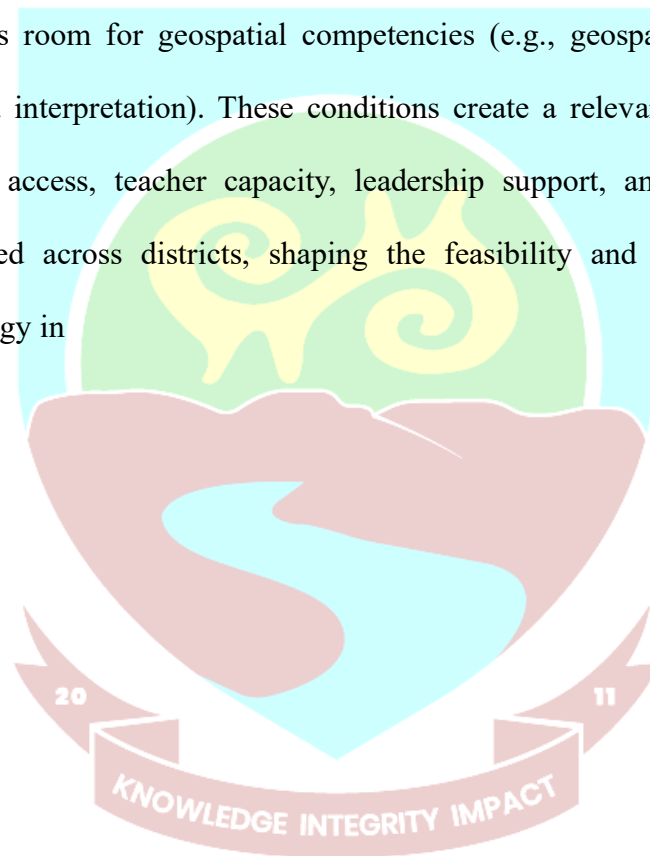 s room for geospatial competencies (e.g., geospa
interpretation). These conditions create a releva
access, teacher capacity, leadership support, an
ed across districts, shaping the feasibility and
gy in
20
11
KNOWLEDGE INTEGRITY IMPACT